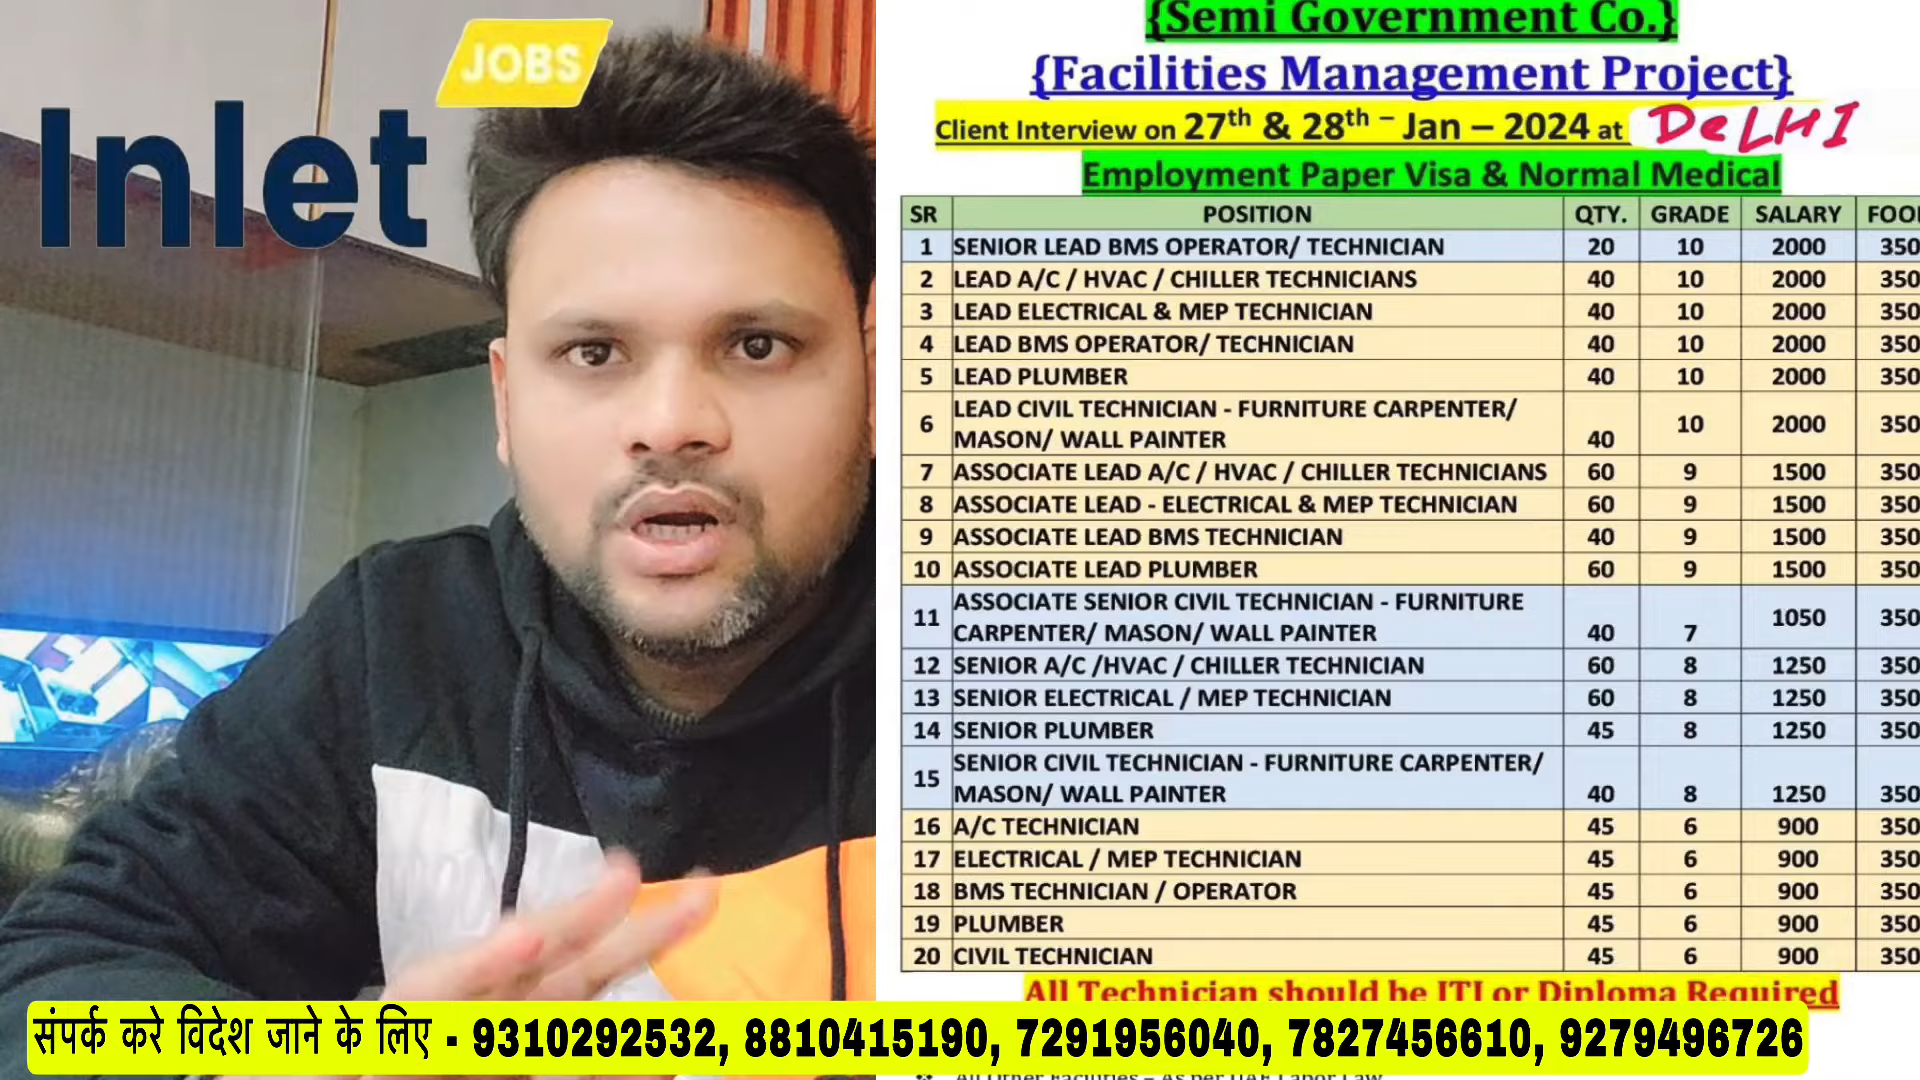 JOBS
Inlet
{Semi Government Co.}
{Facilities Management Project}
Client Interview on 27th & 28th – Jan – 2024 at DeLHI
Employment Paper Visa & Normal Medical
SR POSITION QTY. GRADE SALARY
1 SENIOR LEAD BMS OPERATOR/ TECHNICIAN 20 10 2000 350
2 LEAD A/C / HVAC / CHILLER TECHNICIANS 40 10 2000 350
3 LEAD ELECTRICAL & MEP TECHNICIAN 40 10 2000 350
4 LEAD BMS OPERATOR/ TECHNICIAN 40 10 2000 350
5 LEAD PLUMBER 40 10 2000 350
6 LEAD CIVIL TECHNICIAN - FURNITURE CARPENTER/
MASON/ WALL PAINTER 40 10 2000 350
7 ASSOCIATE LEAD A/C / HVAC / CHILLER TECHNICIANS 60 9 1500 350
8 ASSOCIATE LEAD - ELECTRICAL & MEP TECHNICIAN 60 9 1500 350
9 ASSOCIATE LEAD BMS TECHNICIAN 40 9 1500 350
10 ASSOCIATE LEAD PLUMBER 60 9 1500 350
11 ASSOCIATE SENIOR CIVIL TECHNICIAN - FURNITURE
CARPENTER/ MASON/ WALL PAINTER 40 7 1050 350
12 SENIOR A/C /HVAC / CHILLER TECHNICIAN 60 8 1250 350
13 SENIOR ELECTRICAL / MEP TECHNICIAN 60 8 1250 350
14 SENIOR PLUMBER 45 8 1250 350
15 SENIOR CIVIL TECHNICIAN - FURNITURE CARPENTER/
MASON/ WALL PAINTER 40 8 1250 350
16 A/C TECHNICIAN 45 6 900 350
17 ELECTRICAL / MEP TECHNICIAN 45 6 900 350
18 BMS TECHNICIAN / OPERATOR 45 6 900 350
19 PLUMBER 45 6 900 350
20 CIVIL TECHNICIAN 45 6 900 350
All Technician should be ITI or Diploma Required
संपर्क करे विदेश जाने के लिए - 9310292532, 8810415190, 7291956040, 7827456610, 9279496726
All Other Facilities – As per UAE Labor Law